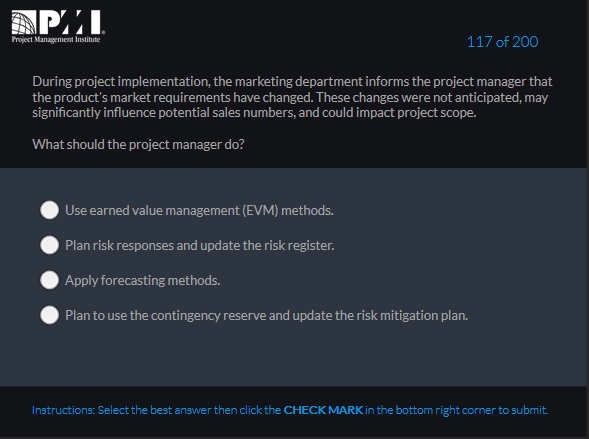 PMI
Project Management Institute
117 of 200
During project implementation, the marketing department informs the project manager that
the product's market requirements have changed. These changes were not anticipated, may
significantly influence potential sales numbers, and could impact project scope.
What should the project manager do?
Use earned value management (EVM) methods.
Plan risk responses and update the risk register.
Apply forecasting methods.
Plan to use the contingency reserve and update the risk mitigation plan.
Instructions: Select the best answer then click the CHECK MARK in the bottom right corner to submit.